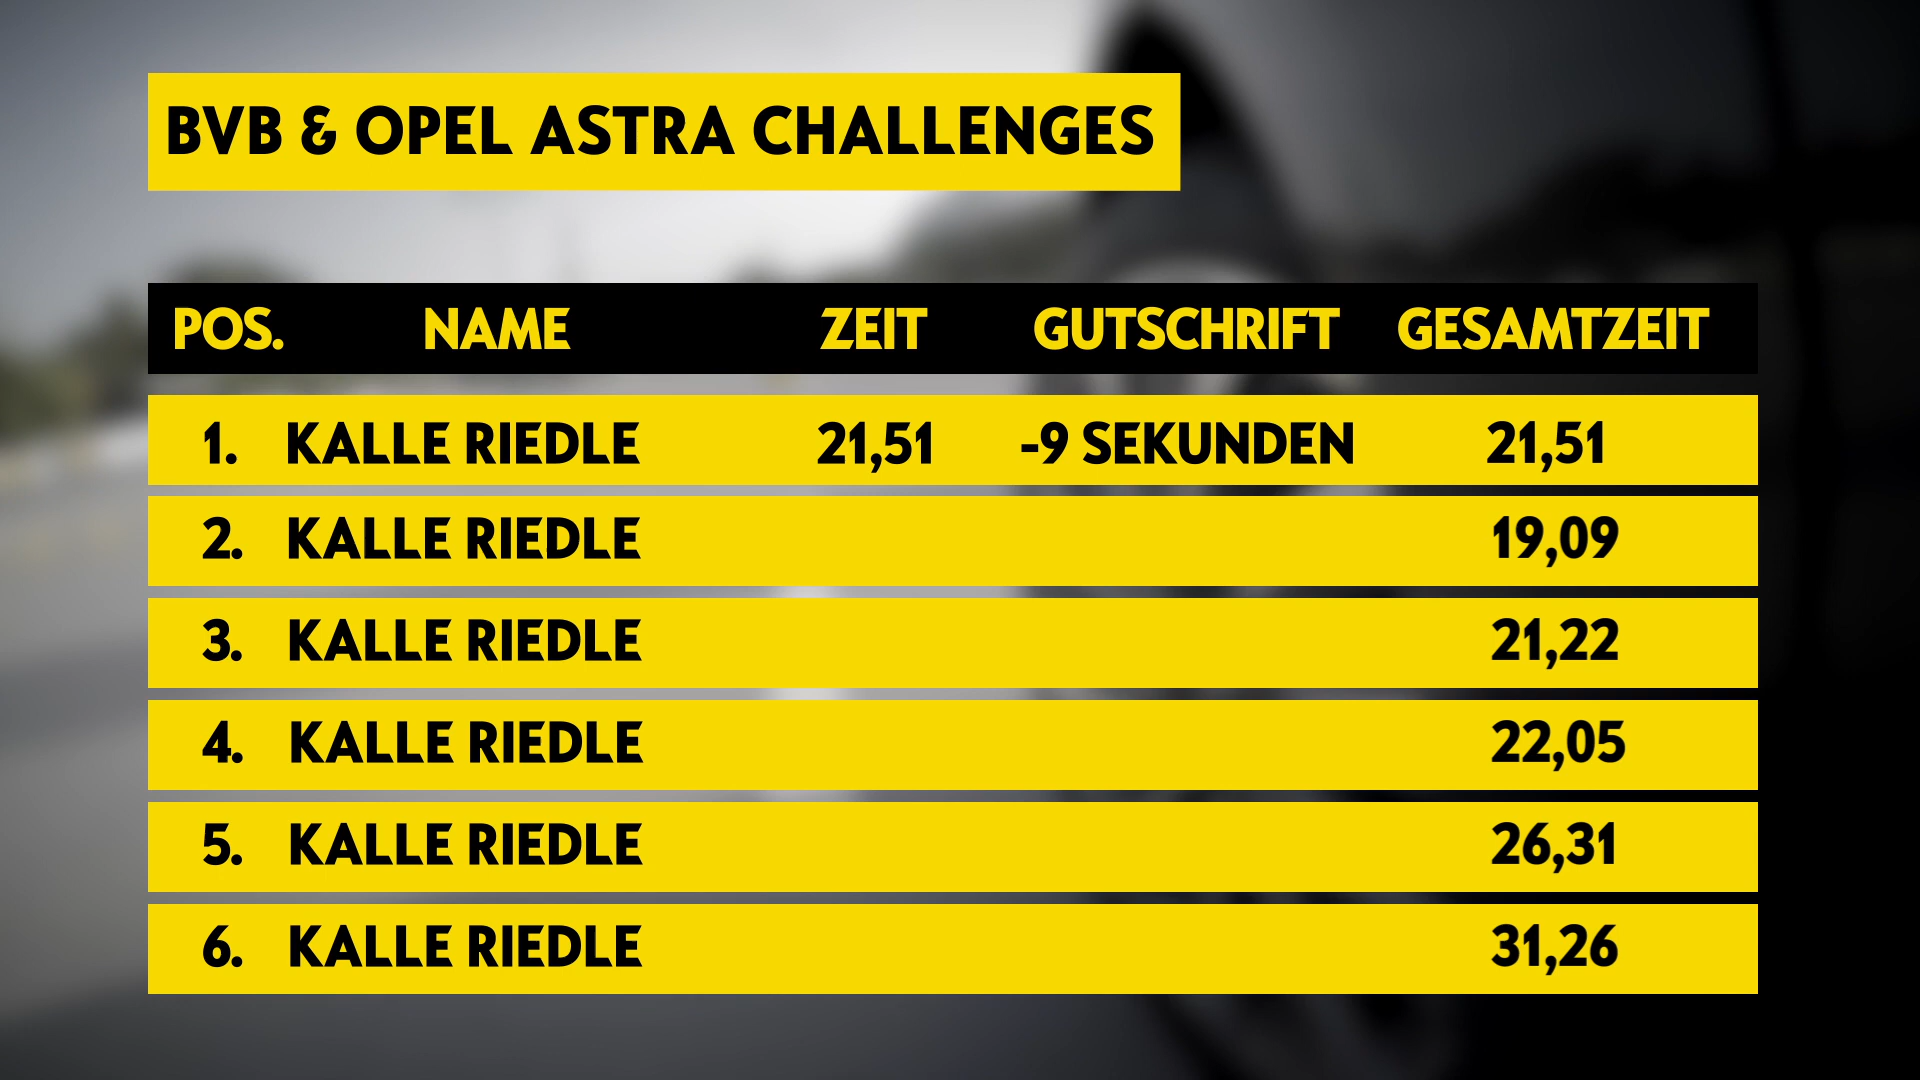 BVB & OPEL ASTRA CHALLENGES
POS. NAME ZEIT GUTSCHRIFT GESAMTZEIT
1. KALLE RIEDLE 21,51 -9 SEKUNDEN 21,51
2. KALLE RIEDLE 19,09
3. KALLE RIEDLE 21,22
4. KALLE RIEDLE 22,05
5. KALLE RIEDLE 26,31
6. KALLE RIEDLE 31,26